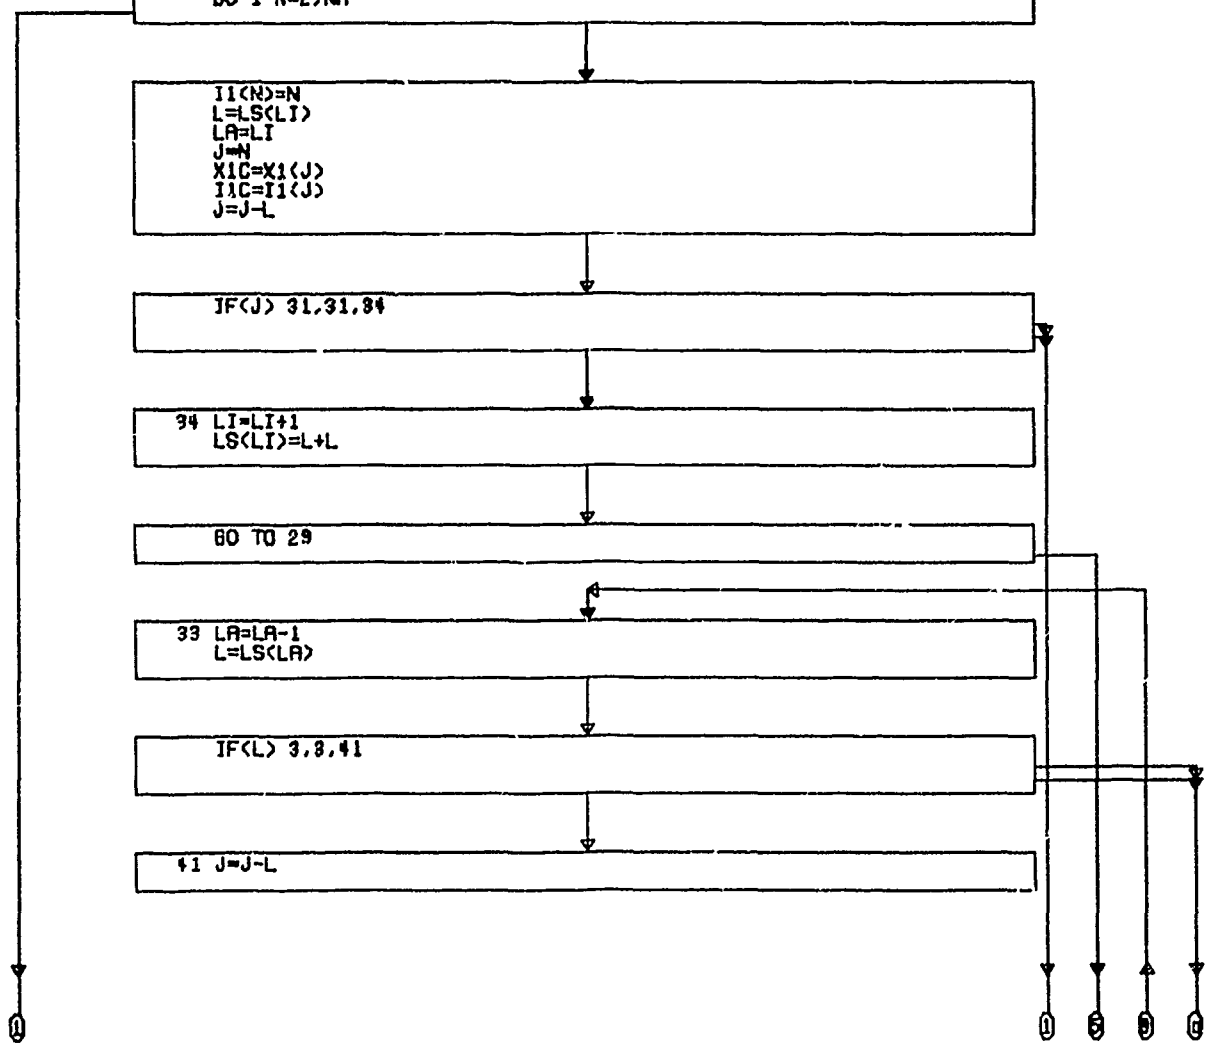 I1(N)=N
L=LS(LI)
LA=LI
J=N
X1C=X1(J)
I1C=I1(J)
J=J-L
IF(J) 31,31,34
34 LI=LI+1
LS(LI)=L+L
GO TO 29
33 LA=LA-1
L=LS(LA)
IF(L) 3,3,41
41 J=J-L
1
1